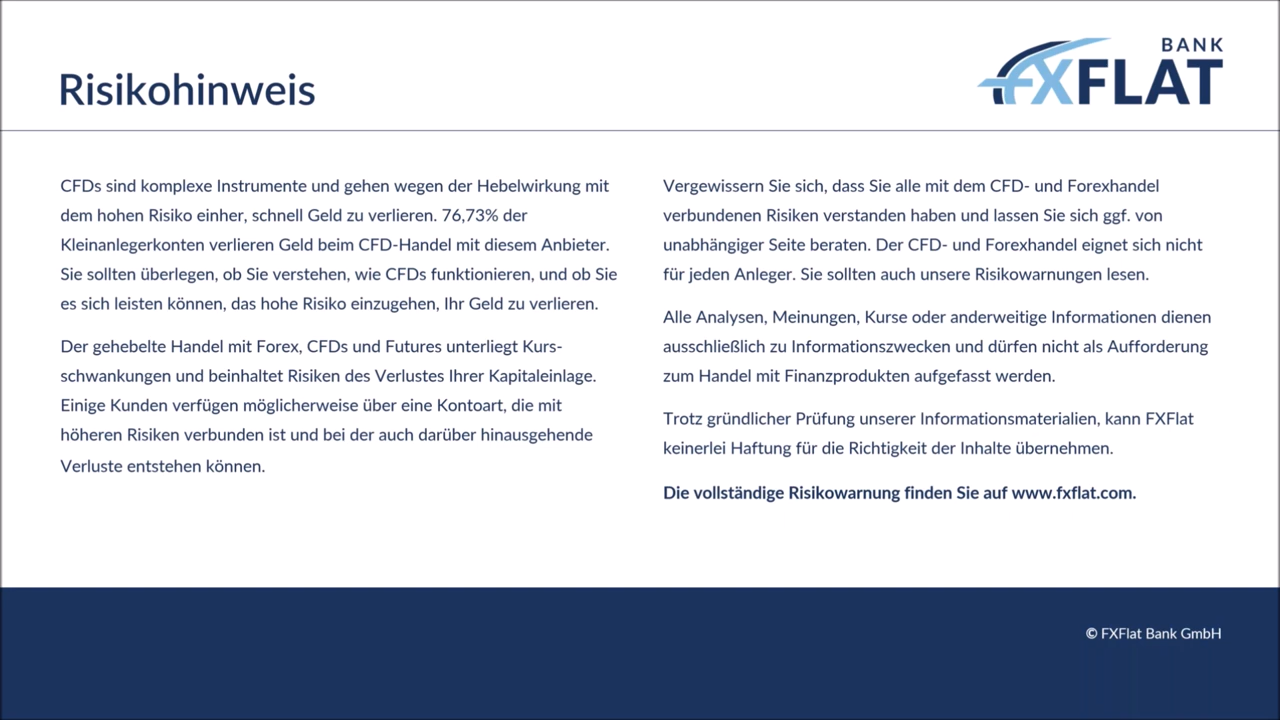 Risikohinweis
BANK
FXFLAT
CFDs sind komplexe Instrumente und gehen wegen der Hebelwirkung mit
dem hohen Risiko einher, schnell Geld zu verlieren. 76,73% der
Kleinanlegerkonten verlieren Geld beim CFD-Handel mit diesem Anbieter.
Sie sollten überlegen, ob Sie verstehen, wie CFDs funktionieren, und ob Sie
es sich leisten können, das hohe Risiko einzugehen, Ihr Geld zu verlieren.
Der gehebelte Handel mit Forex, CFDs und Futures unterliegt Kurs-
schwankungen und beinhaltet Risiken des Verlustes Ihrer Kapitaleinlage.
Einige Kunden verfügen möglicherweise über eine Kontoart, die mit
höheren Risiken verbunden ist und bei der auch darüber hinausgehende
Verluste entstehen können.
Vergewissern Sie sich, dass Sie alle mit dem CFD- und Forexhandel
verbundenen Risiken verstanden haben und lassen Sie sich ggf. von
unabhängiger Seite beraten. Der CFD- und Forexhandel eignet sich nicht
für jeden Anleger. Sie sollten auch unsere Risikowarnungen lesen.
Alle Analysen, Meinungen, Kurse oder anderweitige Informationen dienen
ausschließlich zu Informationszwecken und dürfen nicht als Aufforderung
zum Handel mit Finanzprodukten aufgefasst werden.
Trotz gründlicher Prüfung unserer Informationsmaterialien, kann FXFlat
keinerlei Haftung für die Richtigkeit der Inhalte übernehmen.
Die vollständige Risikowarnung finden Sie auf www.fxflat.com.
© FXFlat Bank GmbH